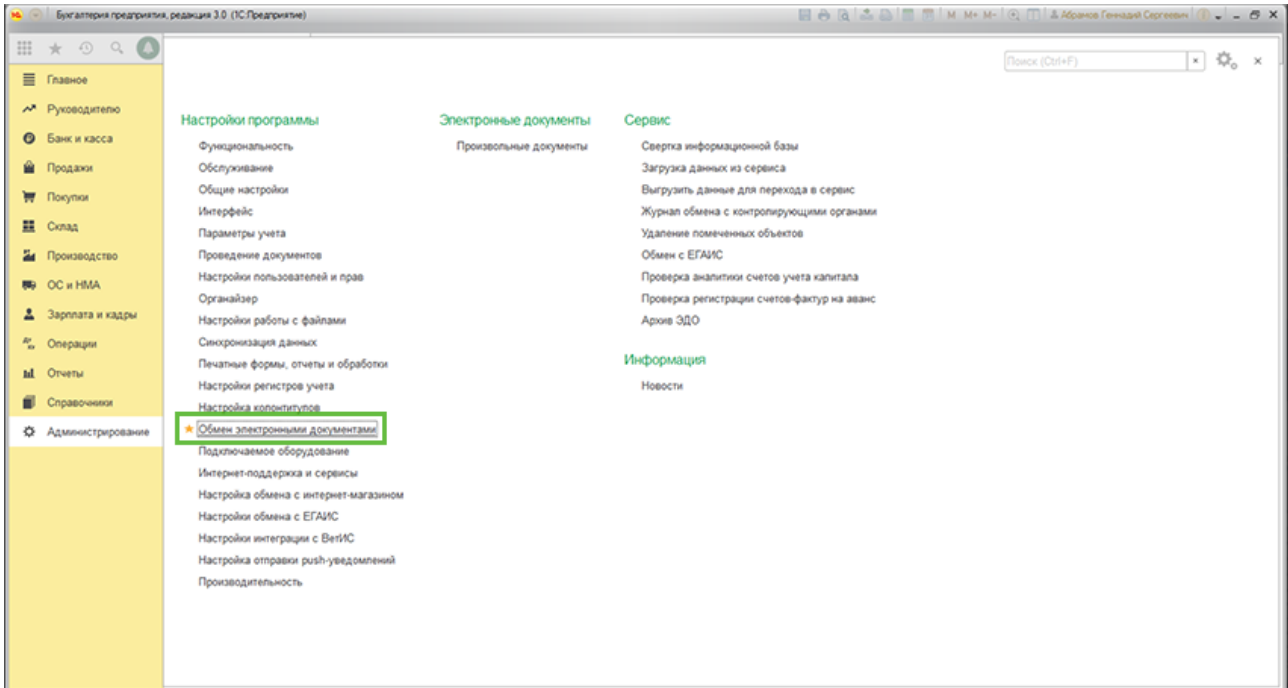 Бухгалтерия предприятия, редакция 3.0 (1С:Предприятие)
M M+ M-
Абрамов Геннадий Сергеевич
Поиск (Ctrl+F)
Главное
Руководителю
Банк и касса
Продажи
Покупки
Склад
Производство
ОС и НМА
Зарплата и кадры
Операции
Отчеты
Справочники
Администрирование
Настройки программы
Функциональность
Обслуживание
Общие настройки
Интерфейс
Параметры учета
Проведение документов
Настройки пользователей и прав
Органайзер
Настройки работы с файлами
Синхронизация данных
Печатные формы, отчеты и обработки
Настройки регистров учета
Настройка колонтитулов
Обмен электронными документами
Подключаемое оборудование
Интернет-поддержка и сервисы
Настройка обмена с интернет-магазином
Настройки обмена с ЕГАИС
Настройки интеграции с ВетИС
Настройка отправки push-уведомлений
Производительность
Электронные документы
Произвольные документы
Сервис
Свертка информационной базы
Загрузка данных из сервиса
Выгрузить данные для перехода в сервис
Журнал обмена с контролирующими органами
Удаление помеченных объектов
Обмен с ЕГАИС
Проверка аналитики счетов учета капитала
Проверка регистрации счетов-фактур на аванс
Архив ЭДО
Информация
Новости